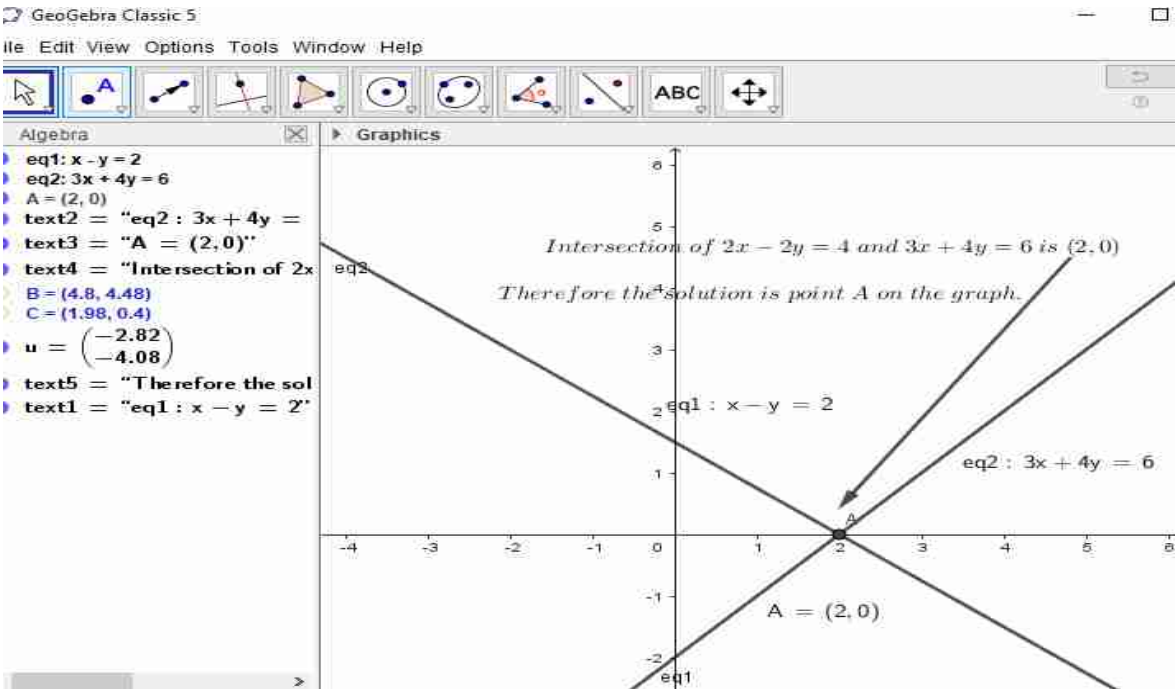 GeoGebra Classic 5
ile Edit View Options Tools Window Help
A
ABC
Algebra
Graphics
eq1: x - y = 2
eq2: 3x + 4y = 6
A = (2, 0)
text2 = "eq2 : 3x + 4y =
text3 = "A = (2,0)"
text4 = "Intersection of 2x
B = (4.8, 4.48)
C = (1.98, 0.4)
u = (−2.82
−4.08)
text5 = "Therefore the sol
text1 = "eq1 : x − y = 2"
6
5
Intersection of 2x − 2y = 4 and 3x + 4y = 6 is (2, 0)
eq2
4
Therefore the solution is point A on the graph.
3
2
eq1 : x − y = 2
eq2 : 3x + 4y = 6
1
A
-4 -3 -2 -1 0 1 2 3 4 5 6
-1
A = (2, 0)
-2
eq1